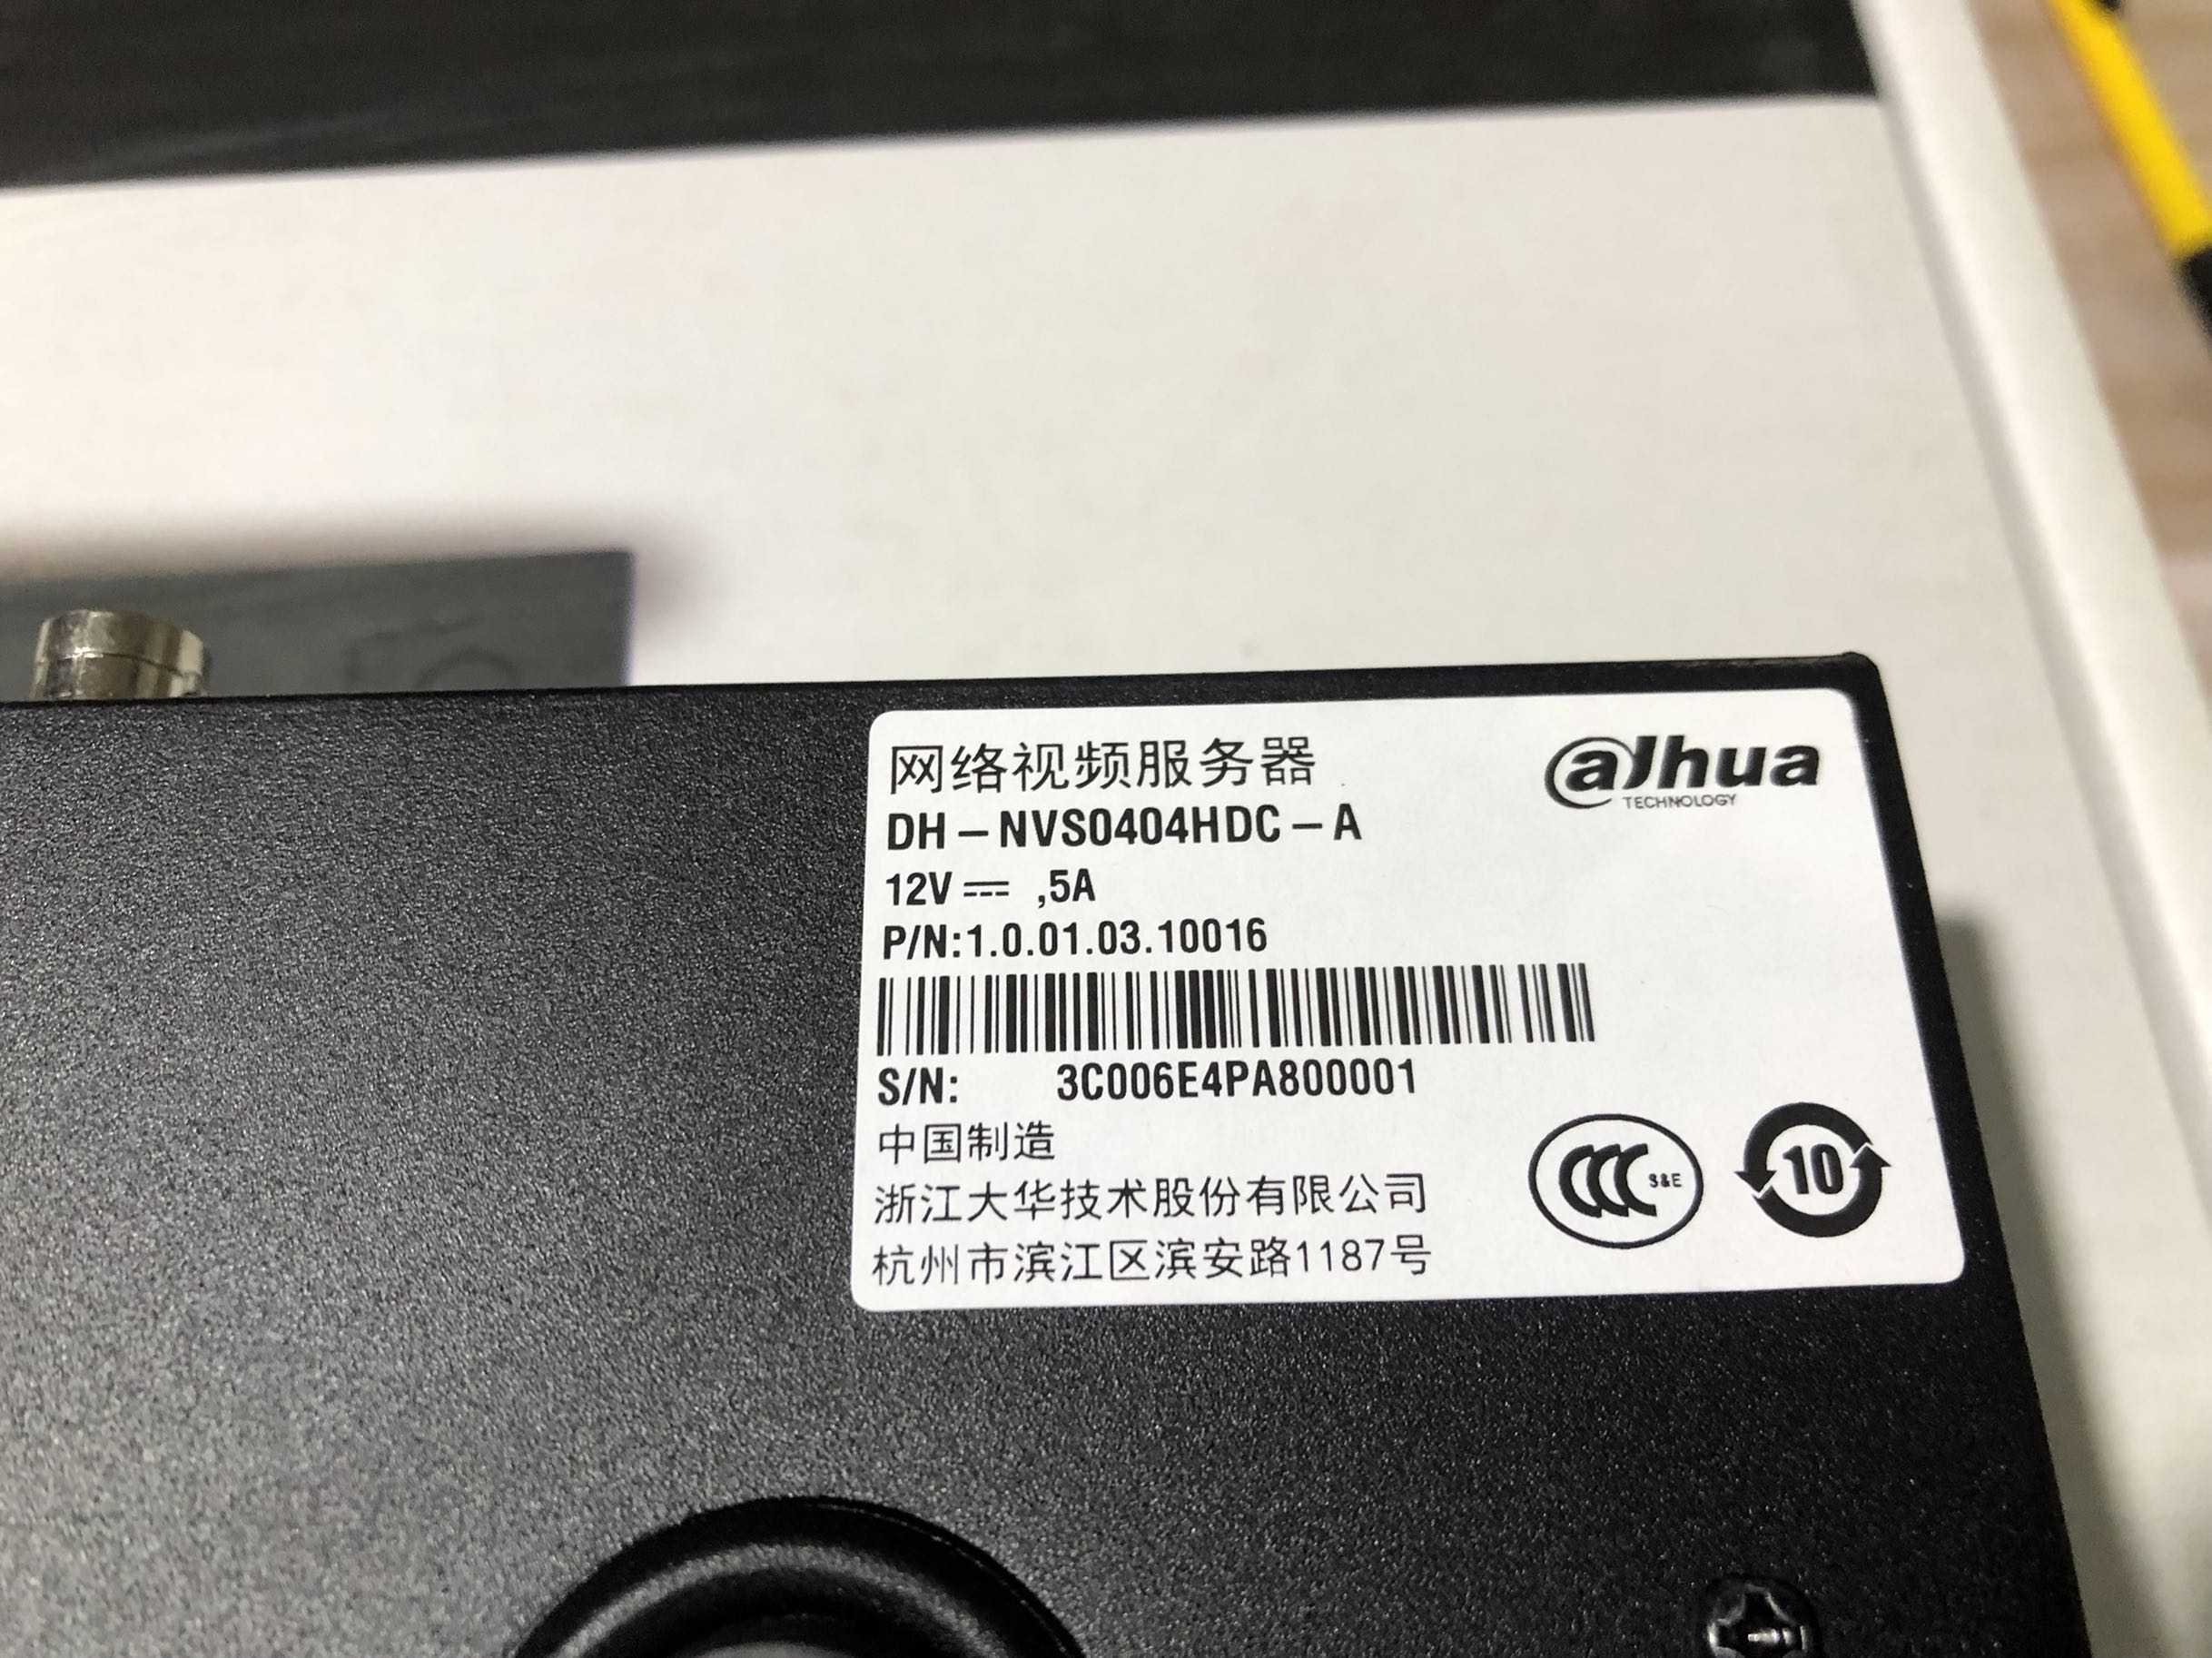 网络视频服务器
alhua
TECHNOLOGY
DH-NVS0404HDC-A
12V⎓ ,5A
P/N:1.0.01.03.10016
S/N: 3C006E4PA800001
中国制造
浙江大华技术股份有限公司
杭州市滨江区滨安路1187号
CCC S&E
10